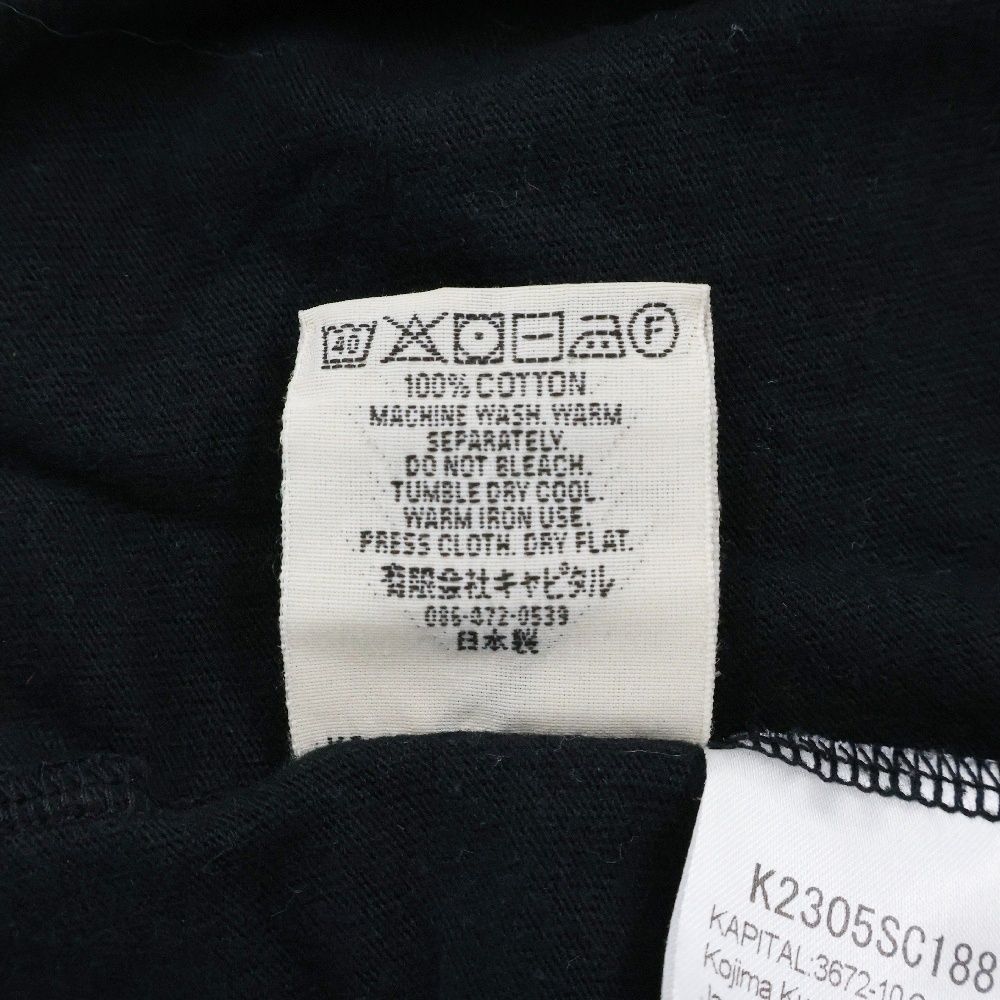 40 F
100% COTTON.
MACHINE WASH. WARM
SEPARATELY.
DO NOT BLEACH.
TUMBLE DRY COOL.
WARM IRON USE.
PRESS CLOTH. DRY FLAT.
有限会社キャピタル
086-872-0539
日本製
K2305SC188
KAPITAL:3672-10
Kojima